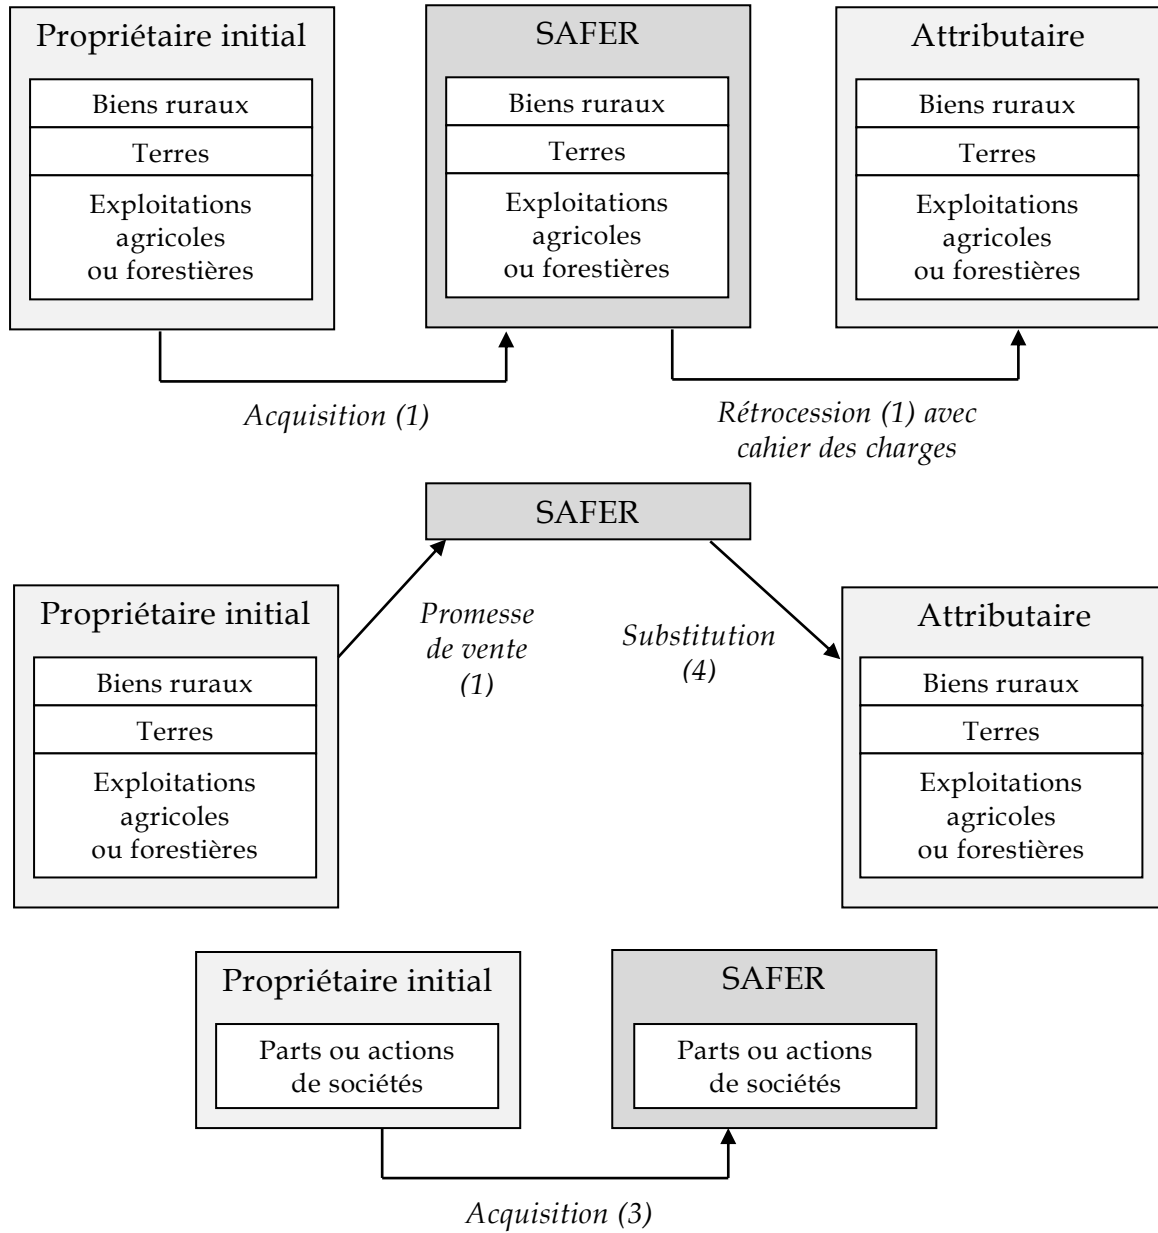 Propriétaire initial
Biens ruraux
Terres
Exploitations
agricoles
ou forestières
SAFER
Biens ruraux
Terres
Exploitations
agricoles
ou forestières
Attributaire
Biens ruraux
Terres
Exploitations
agricoles
ou forestières
Acquisition (1)
Rétrocession (1) avec
cahier des charges
SAFER
Propriétaire initial
Biens ruraux
Terres
Exploitations
agricoles
ou forestières
Promesse
de vente
(1)
Substitution
(4)
Attributaire
Biens ruraux
Terres
Exploitations
agricoles
ou forestières
Propriétaire initial
Parts ou actions
de sociétés
SAFER
Parts ou actions
de sociétés
Acquisition (3)